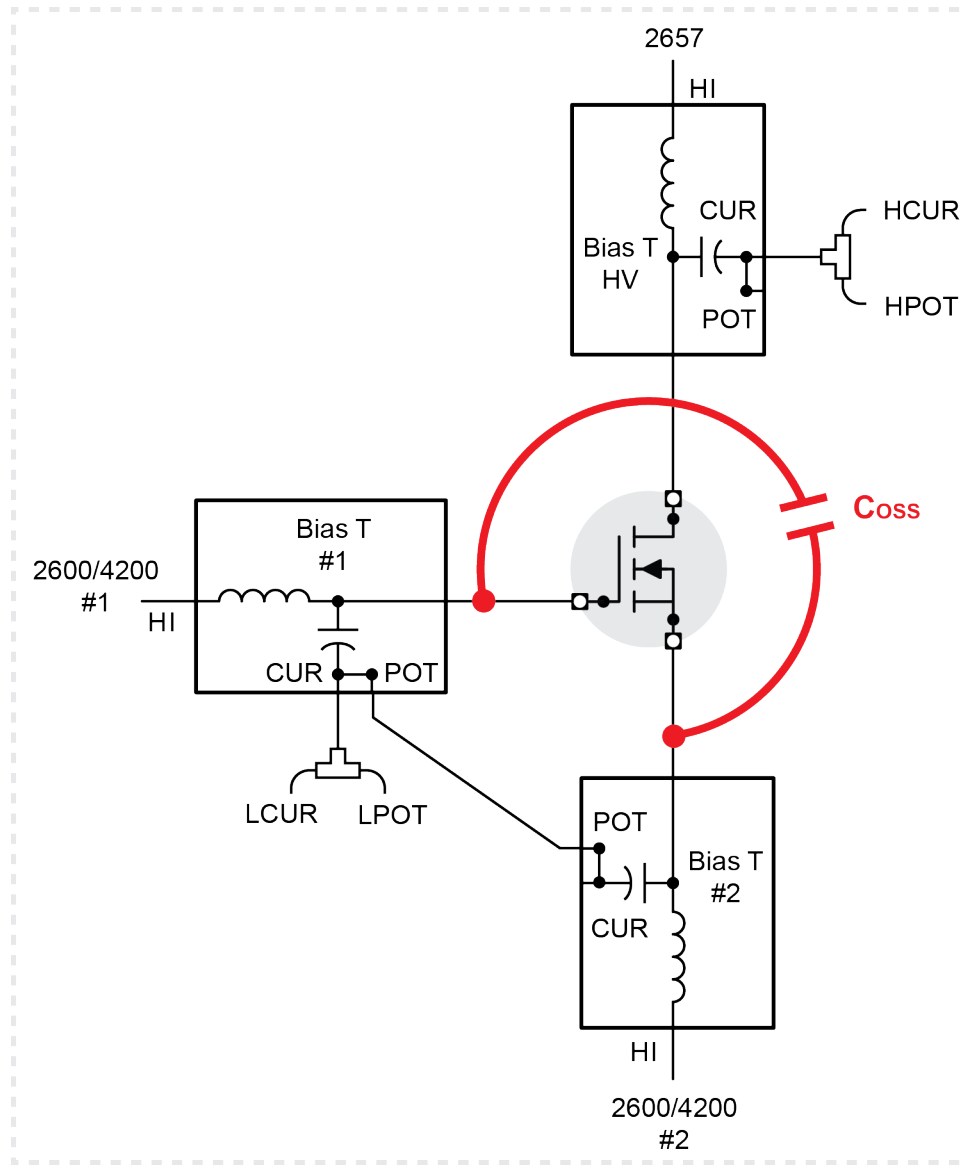 2657
HI
CUR
HCUR
Bias T
HV
POT
HPOT
Coss
Bias T
#1
2600/4200
#1
HI
CUR
POT
LCUR
LPOT
POT
Bias T
#2
CUR
HI
2600/4200
#2